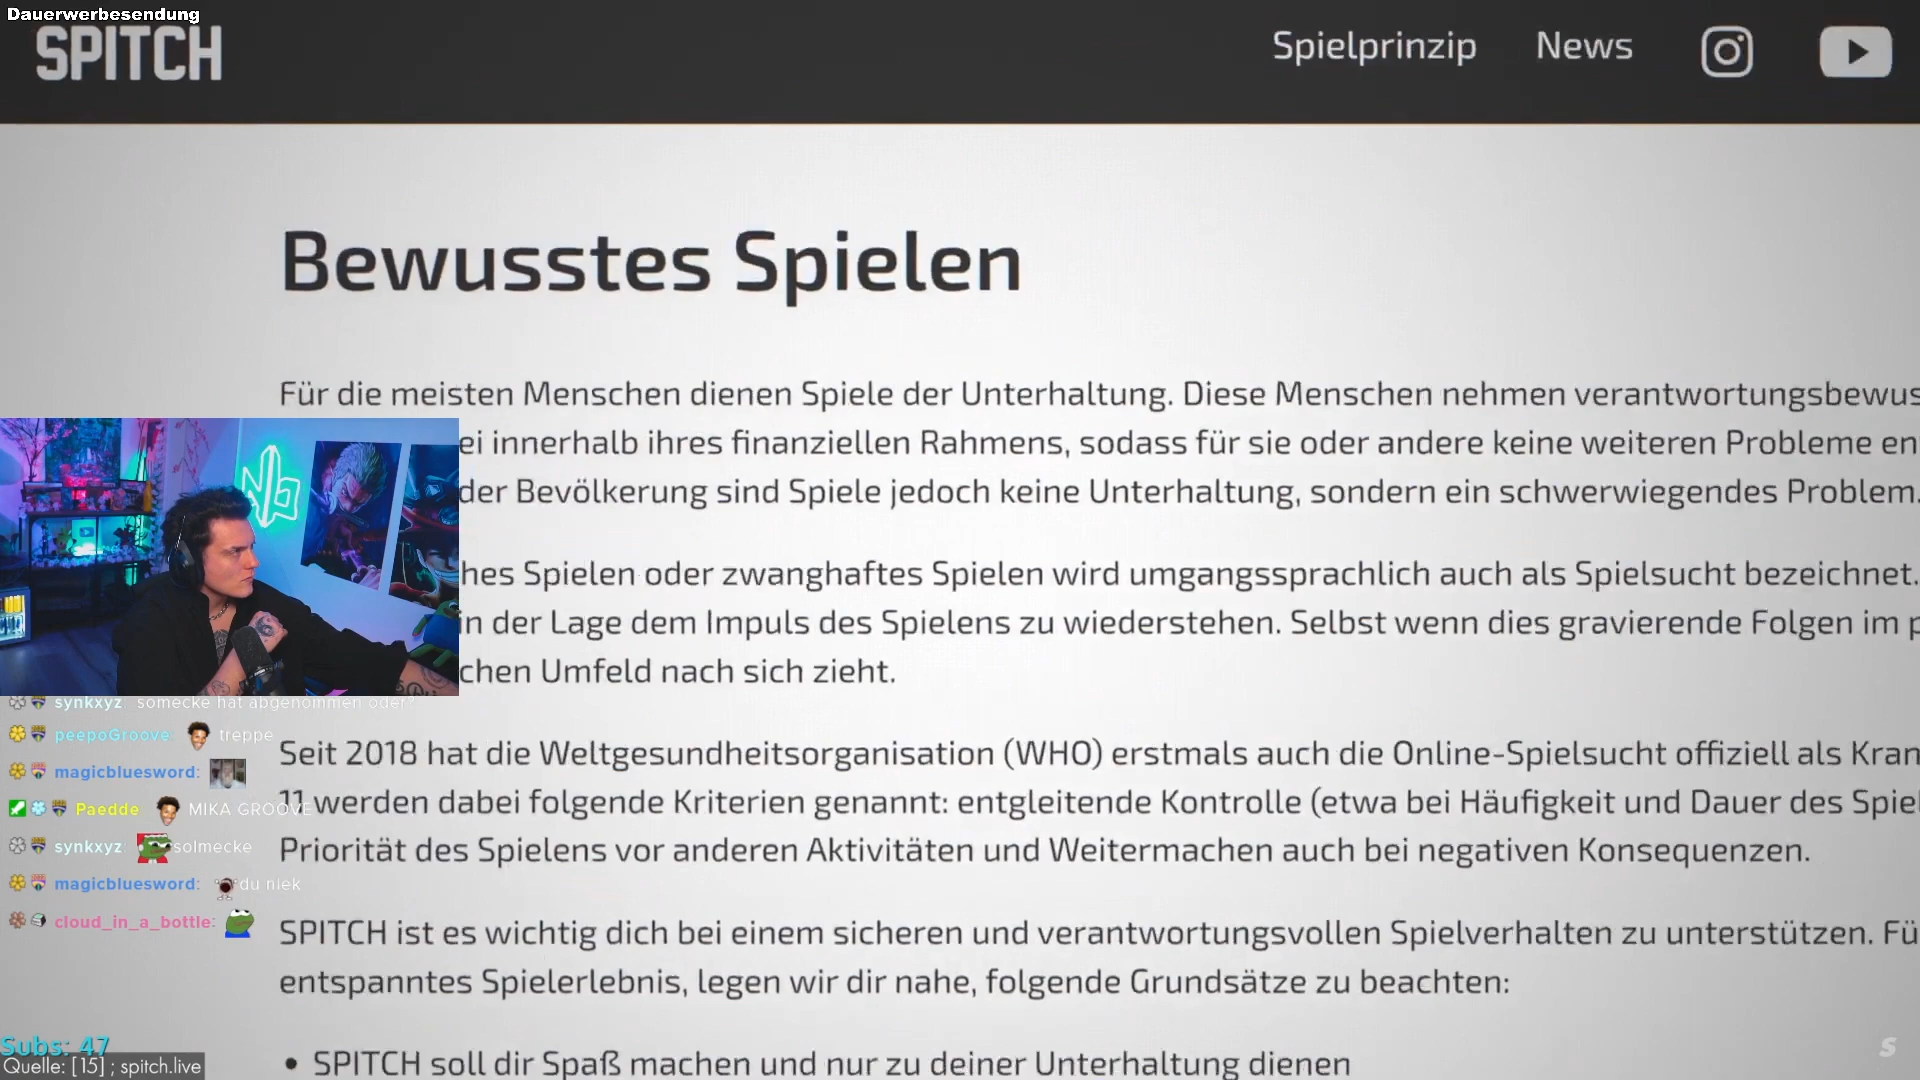 Dauerwerbesendung
SPITCH
Spielprinzip
News
Bewusstes Spielen
Für die meisten Menschen dienen Spiele der Unterhaltung. Diese Menschen nehmen verantwortungsbewus
ei innerhalb ihres finanziellen Rahmens, sodass für sie oder andere keine weiteren Probleme en
der Bevölkerung sind Spiele jedoch keine Unterhaltung, sondern ein schwerwiegendes Problem.
hes Spielen oder zwanghaftes Spielen wird umgangssprachlich auch als Spielsucht bezeichnet.
in der Lage dem Impuls des Spielens zu wiederstehen. Selbst wenn dies gravierende Folgen im p
chen Umfeld nach sich zieht.
Seit 2018 hat die Weltgesundheitsorganisation (WHO) erstmals auch die Online-Spielsucht offiziell als Kran
11 werden dabei folgende Kriterien genannt: entgleitende Kontrolle (etwa bei Häufigkeit und Dauer des Spiel
Priorität des Spielens vor anderen Aktivitäten und Weitermachen auch bei negativen Konsequenzen.
SPITCH ist es wichtig dich bei einem sicheren und verantwortungsvollen Spielverhalten zu unterstützen. Fü
entspanntes Spielerlebnis, legen wir dir nahe, folgende Grundsätze zu beachten:
• SPITCH soll dir Spaß machen und nur zu deiner Unterhaltung dienen
synkxyz: somecke hat abgenommen oder?
peepoGroove: treppe
magicbluesword:
Paedde MIKA GROOVE
synkxyz solmecke
magicbluesword: du niek
cloud_in_a_bottle:
Subs: 47
Quelle: [15] ; spitch.live
S